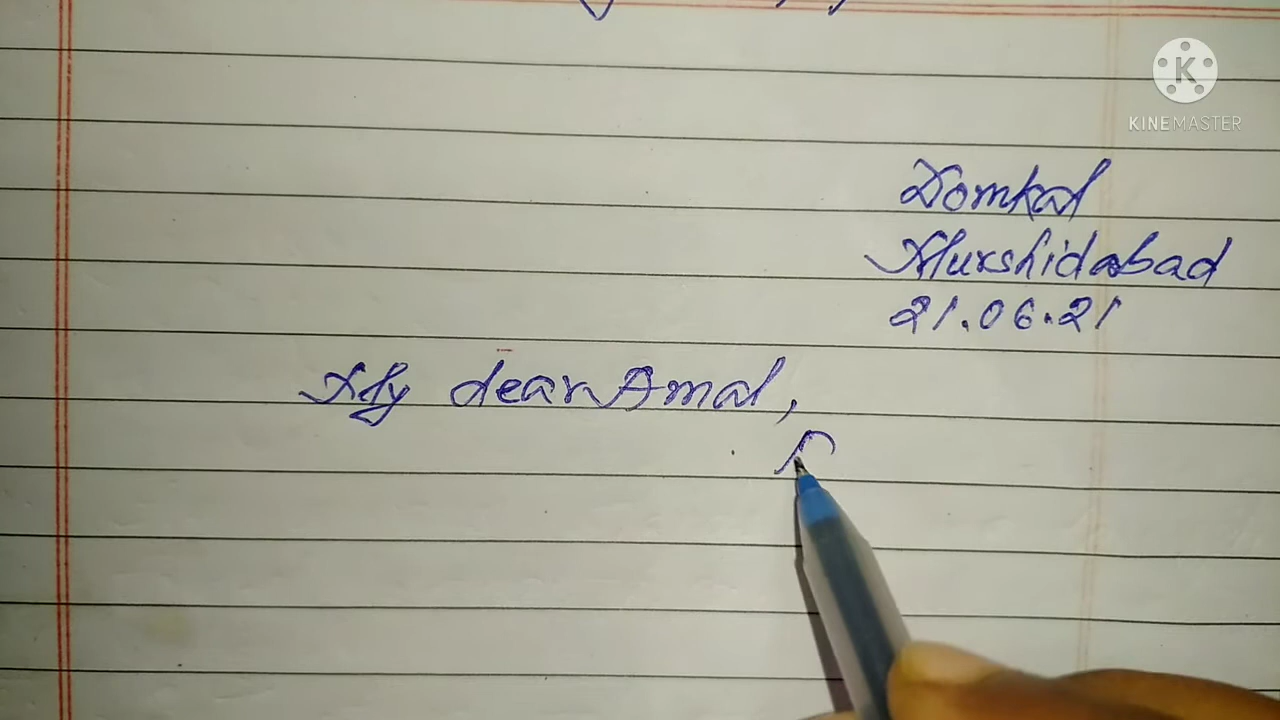 KINEMASTER
Domkal
Murshidabad
21.06.21
My dear Amal,